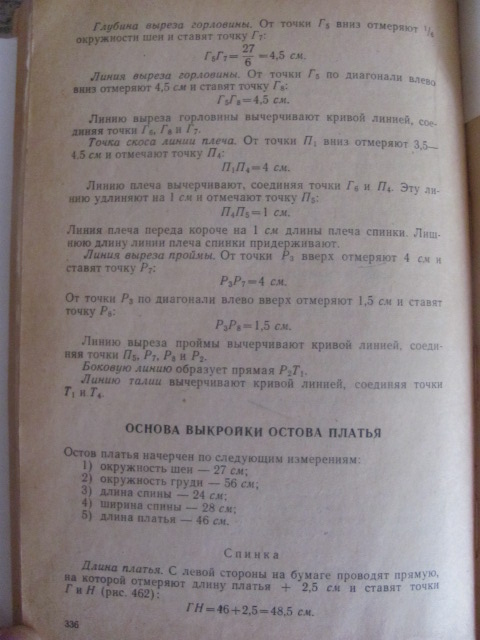 Глубина выреза горловины. От точки Г₅ вниз отмеряют ¹/₄
окружности шеи и ставят точку Г₇:
Г₅Г₇ = 27/6 = 4,5 см.
Линия выреза горловины. От точки Г₅ по диагонали влево
вниз отмеряют 4,5 см и ставят точку Г₈:
Г₅Г₈ = 4,5 см.
Линию выреза горловины вычерчивают кривой линией, сое-
диняя точки Г₆, Г₈ и Г₇.
Точка скоса линии плеча. От точки П₁ вниз отмеряют 3,5—
4,5 см и отмечают точку П₄:
П₁П₄ = 4 см.
Линию плеча вычерчивают, соединяя точки Г₆ и П₄. Эту ли-
нию удлиняют на 1 см и отмечают точку П₅:
П₄П₅ = 1 см.
Линия плеча переда короче на 1 см длины плеча спинки. Лиш-
нюю длину линии плеча спинки придерживают.
Линия выреза проймы. От точки Р₃ вверх отмеряют 4 см и
ставят точку Р₇:
Р₃Р₇ = 4 см.
От точки Р₃ по диагонали влево вверх отмеряют 1,5 см и ставят
точку Р₈:
Р₃Р₈ = 1,5 см.
Линию выреза проймы вычерчивают кривой линией, соеди-
няя точки П₅, Р₇, Р₈ и Р₂.
Боковую линию образует прямая Р₂Т₁.
Линию талии вычерчивают кривой линией, соединяя точки
Т₁ и Т₄.
ОСНОВА ВЫКРОЙКИ ОСТОВА ПЛАТЬЯ
Остов платья начерчен по следующим измерениям:
1) окружность шеи — 27 см;
2) окружность груди — 56 см;
3) длина спины — 24 см;
4) ширина спины — 28 см;
5) длина платья — 46 см.
Спинка
Длина платья. С левой стороны на бумаге проводят прямую,
на которой отмеряют длину платья + 2,5 см и ставят точки
Г и Н (рис. 462):
ГН = 46 + 2,5 = 48,5 см.
336